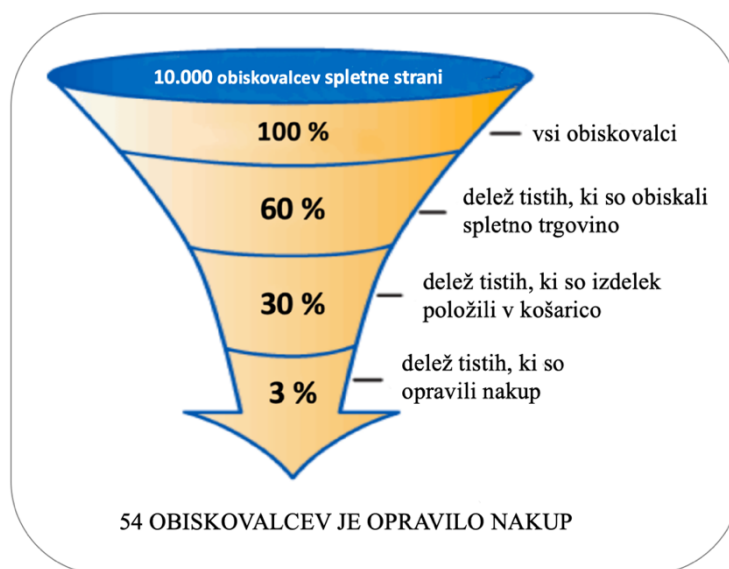 10.000 obiskovalcev spletne strani
100 %
vsi obiskovalci
60 %
delež tistih, ki so obiskali
spletno trgovino
30 %
delež tistih, ki so izdelek
položili v košarico
3 %
delež tistih, ki so
opravili nakup
54 OBISKOVALCEV JE OPRAVILO NAKUP